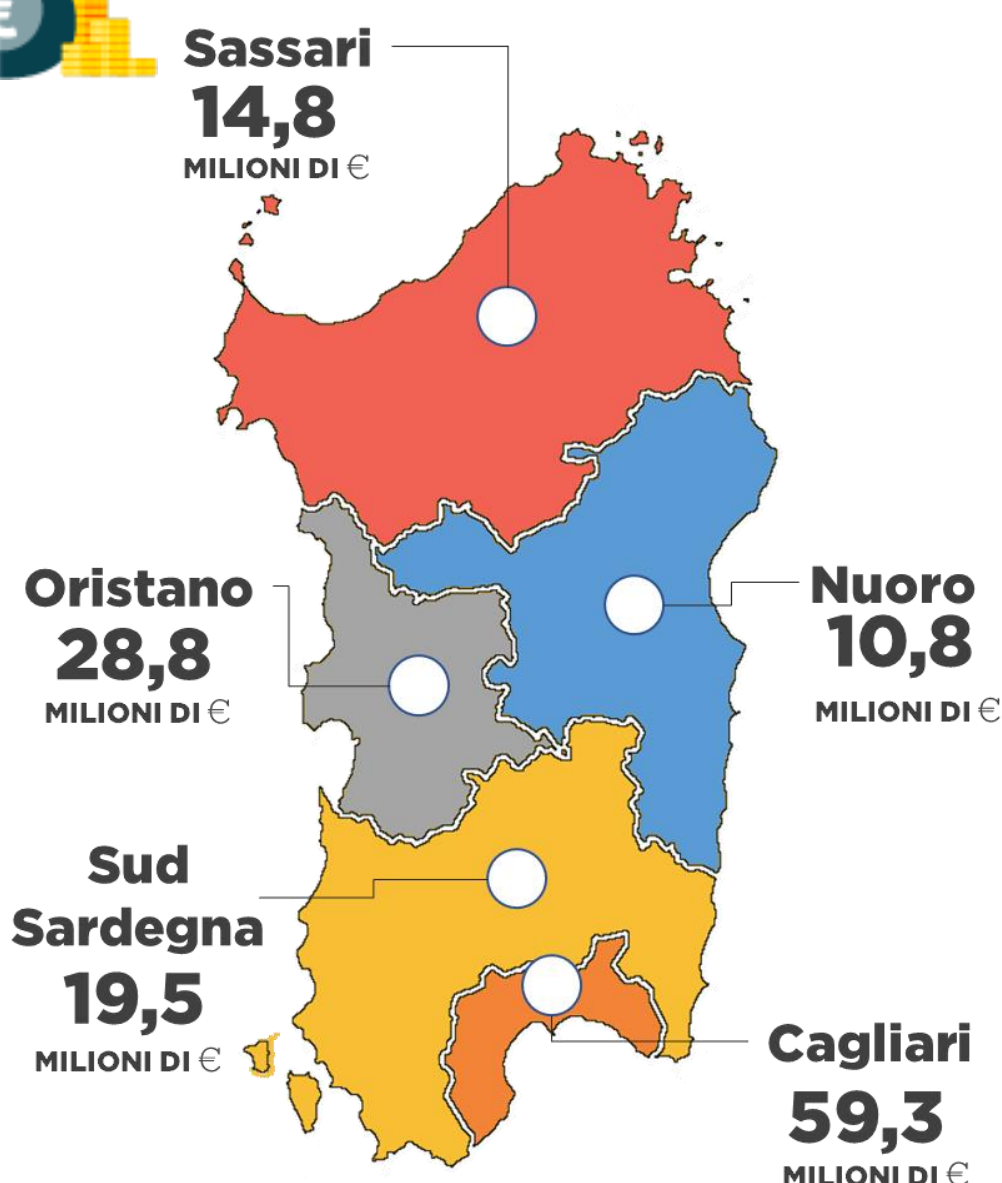 €
Sassari
14,8
MILIONI DI €
Oristano
28,8
MILIONI DI €
Nuoro
10,8
MILIONI DI €
Sud
Sardegna
19,5
MILIONI DI €
Cagliari
59,3
MILIONI DI €